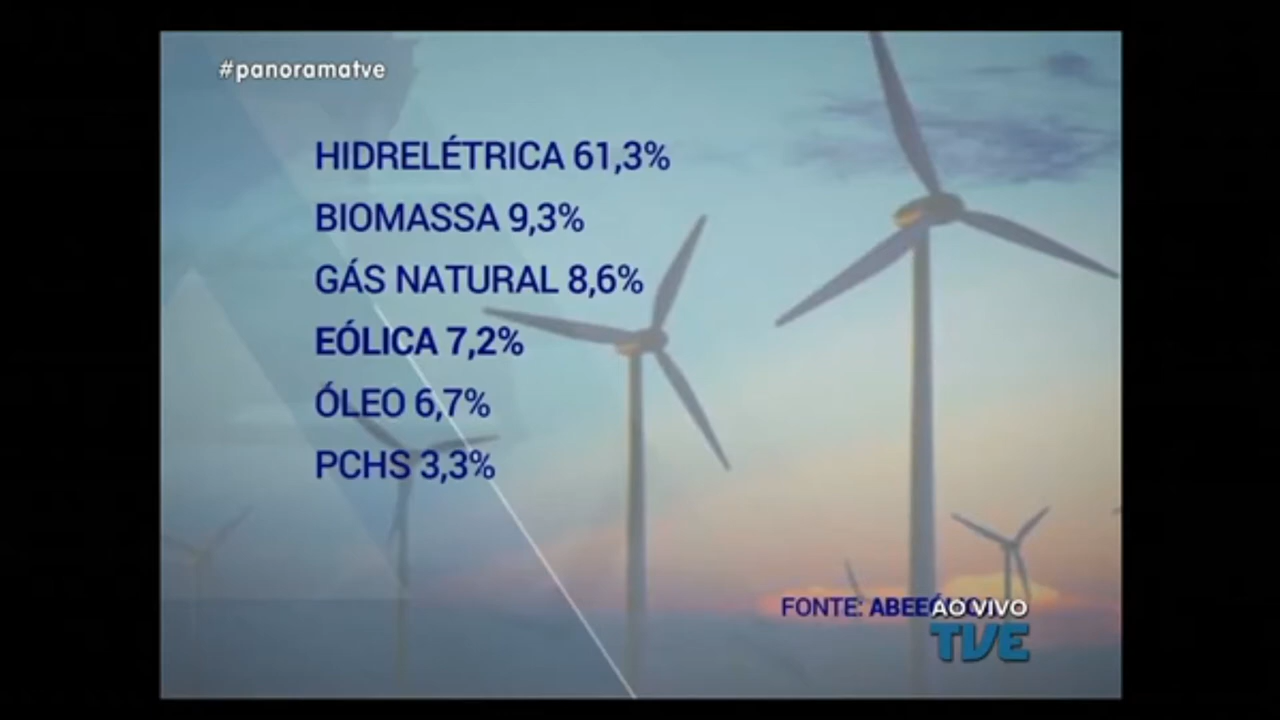 #panoramatve
HIDRELÉTRICA 61,3%
BIOMASSA 9,3%
GÁS NATURAL 8,6%
EÓLICA 7,2%
ÓLEO 6,7%
PCHS 3,3%
FONTE:
AO VIVO
TVE